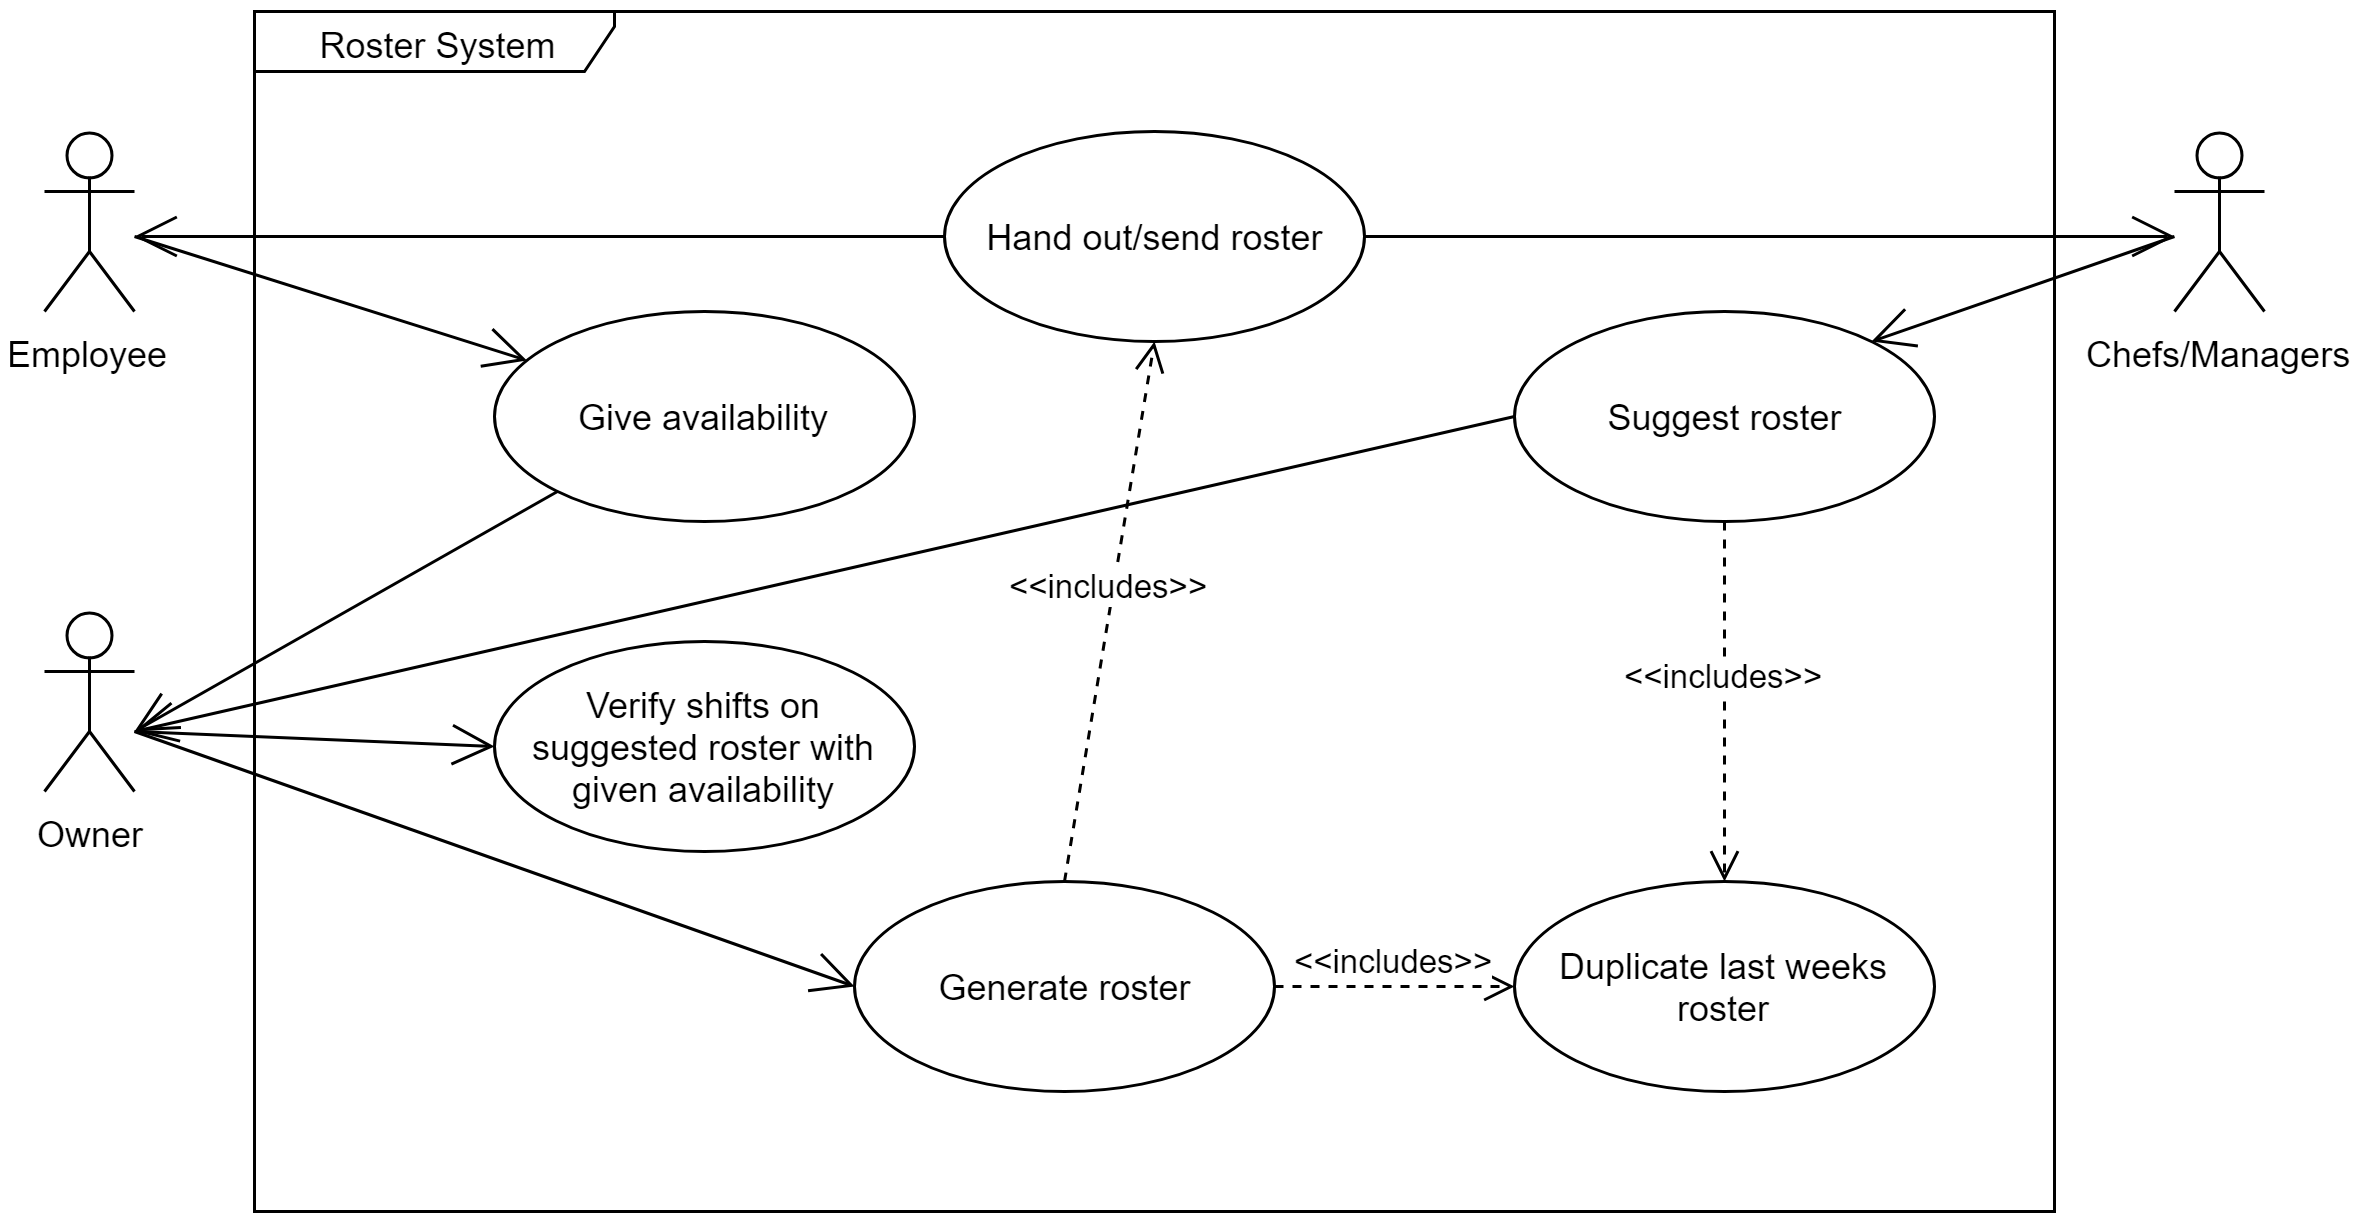 Roster System
Hand out/send roster
Employee
Chefs/Managers
Give availability
Suggest roster
<<includes>>
<<includes>>
Verify shifts on
suggested roster with
given availability
Owner
<<includes>>
Generate roster
Duplicate last weeks
roster